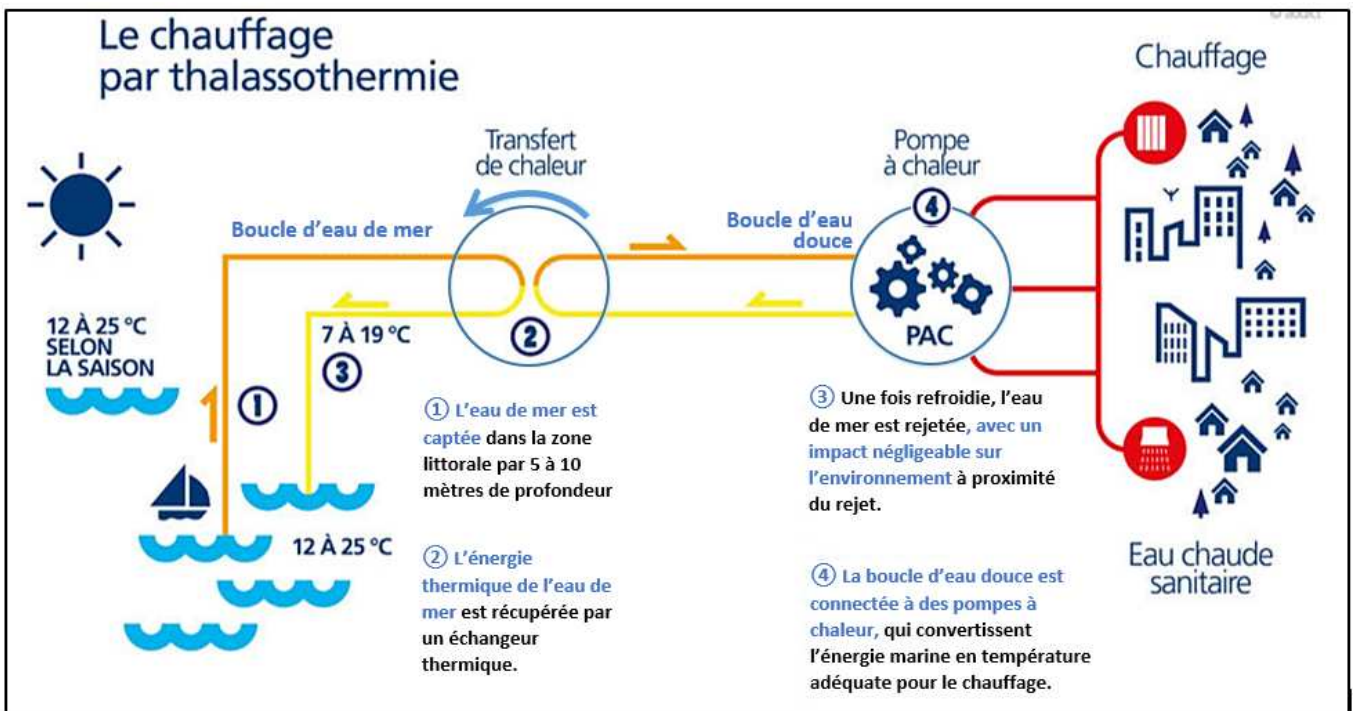 Le chauffage
par thalassothermie
Chauffage
Transfert
de chaleur
Pompe
à chaleur
④
Boucle d'eau de mer
Boucle d'eau
douce
12 À 25 °C
SELON
LA SAISON
7 À 19 °C
③
②
PAC
①
① L'eau de mer est
captée dans la zone
littorale par 5 à 10
mètres de profondeur
12 À 25 °C
② L'énergie
thermique de l'eau de
mer est récupérée par
un échangeur
thermique.
③ Une fois refroidie, l'eau
de mer est rejetée, avec un
impact négligeable sur
l'environnement à proximité
du rejet.
④ La boucle d'eau douce est
connectée à des pompes à
chaleur, qui convertissent
l'énergie marine en température
adéquate pour le chauffage.
Eau chaude
sanitaire